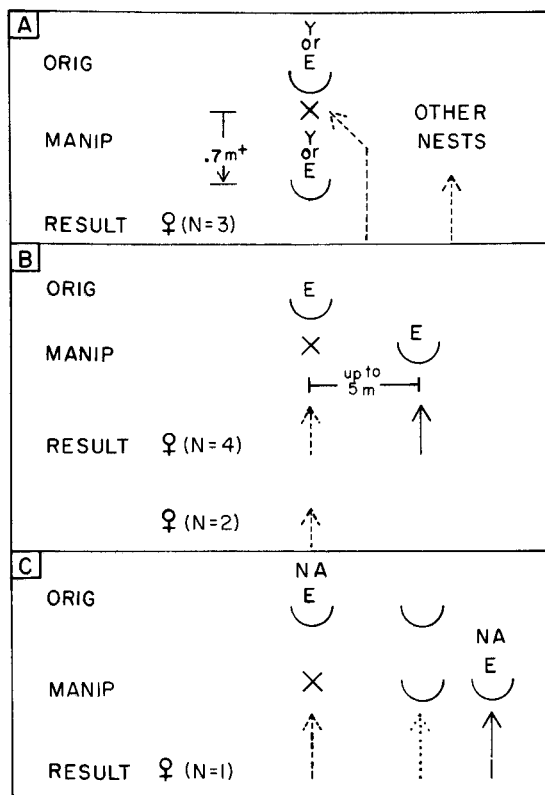 A
Y
or
ORIG E
X
MANIP Y
or
E
.7m+
OTHER
NESTS
RESULT ♀ (N=3)
B
ORIG E
MANIP X E
up to
5 m
RESULT ♀ (N=4)
♀ (N=2)
C
NA
ORIG E
NA
E
MANIP X
RESULT ♀ (N=1)